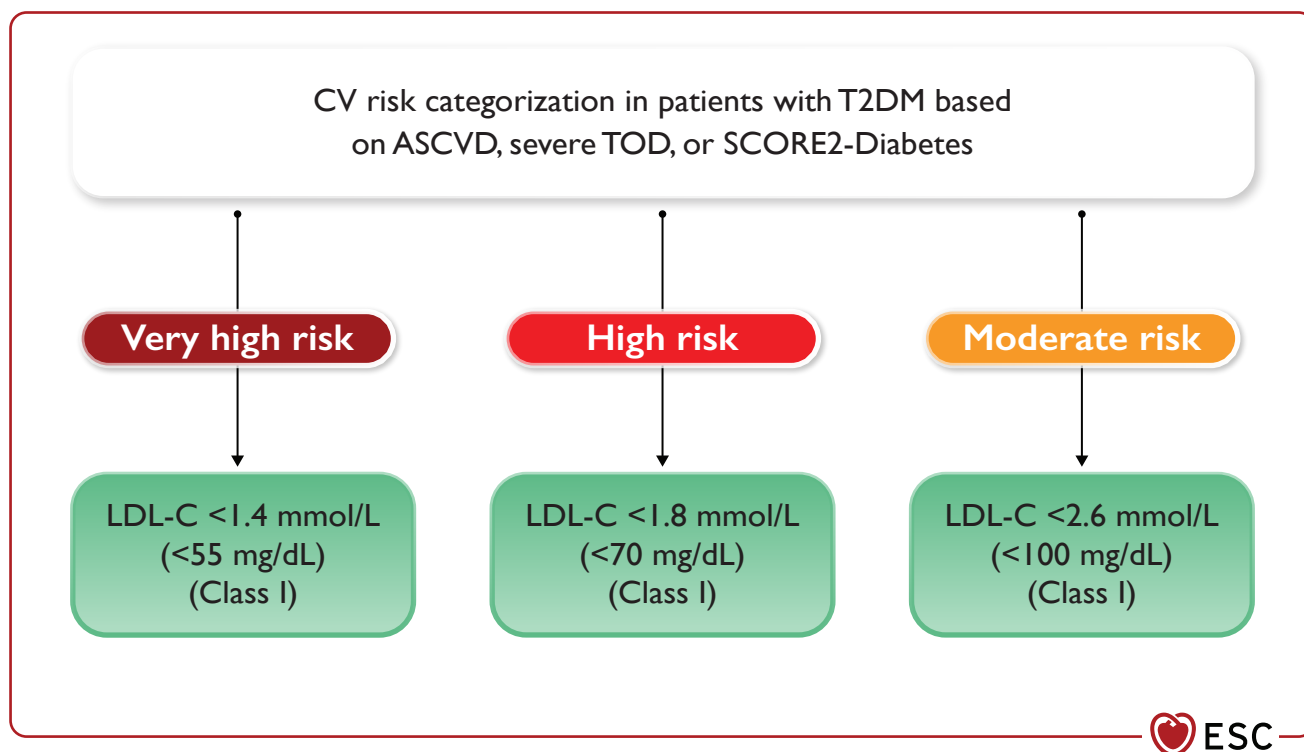 CV risk categorization in patients with T2DM based
on ASCVD, severe TOD, or SCORE2-Diabetes
Very high risk
High risk
Moderate risk
LDL-C <1.4 mmol/L
(<55 mg/dL)
(Class I)
LDL-C <1.8 mmol/L
(<70 mg/dL)
(Class I)
LDL-C <2.6 mmol/L
(<100 mg/dL)
(Class I)
ESC